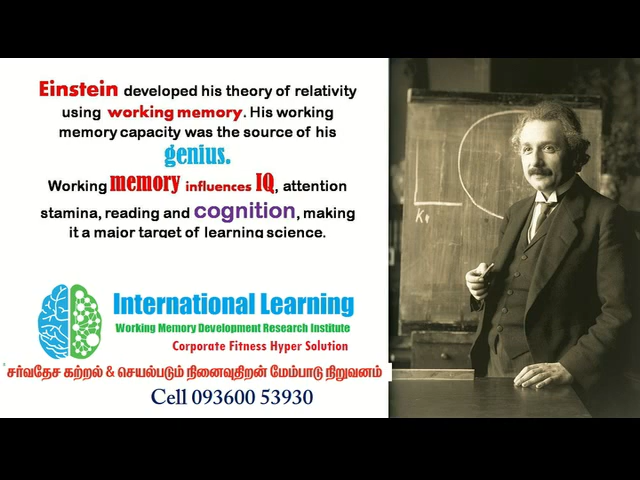 Einstein developed his theory of relativity
using working memory. His working
memory capacity was the source of his
genius.
Working memory influences IQ, attention
stamina, reading and cognition, making
it a major target of learning science.
International Learning
Working Memory Development Research Institute
Corporate Fitness Hyper Solution
சர்வதேச கற்றல் & செயல்படும் நினைவுதிறன் மேம்பாடு நிறுவனம்
Cell 093600 53930